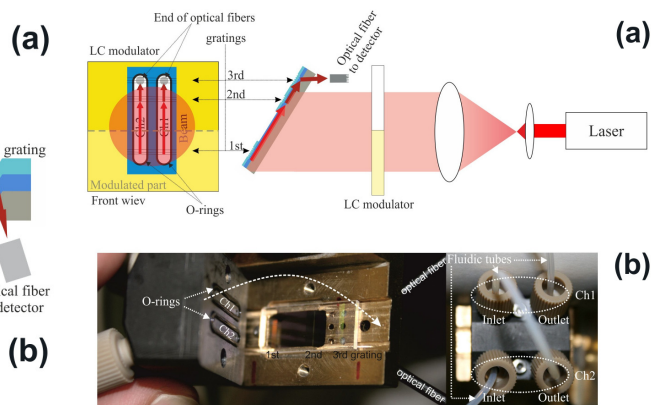 (a)
grating
cal fiber
detector
(b)
End of optical fibers
LC modulator
gratings
3rd
2nd
1st
Ch2
Ch1
Beam
Modulated part
Front wiev
O-rings
Optical fiber
to detector
LC modulator
Laser
(a)
O-rings
Ch1
Ch2
1st
2nd
3rd grating
optical fiber
optical fiber
Fluidic tubes
Ch1
Inlet
Outlet
Ch2
Inlet
Outlet
(b)